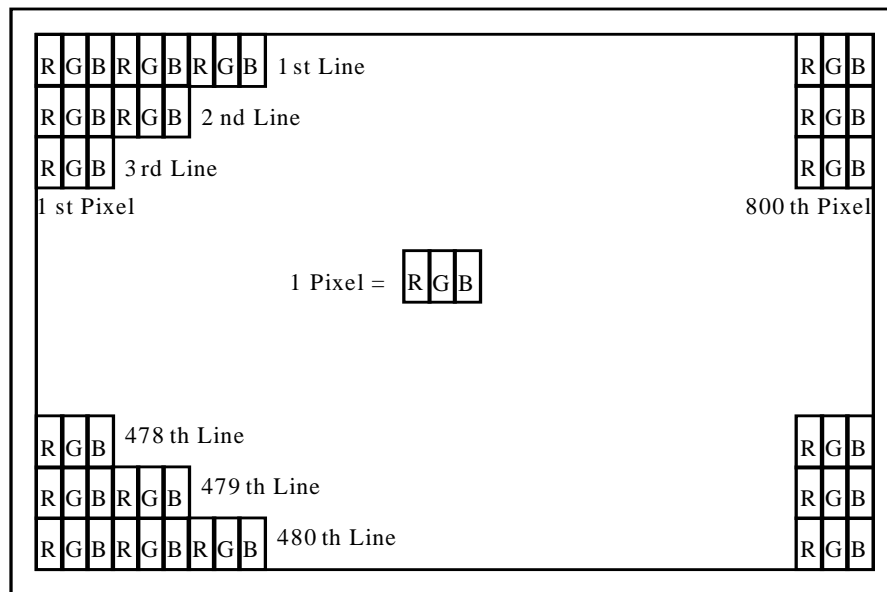 R G B R G B R G B 1 st Line R G B
R G B R G B 2 nd Line R G B
R G B 3 rd Line R G B
1 st Pixel 800 th Pixel
1 Pixel = R G B
R G B 478 th Line R G B
R G B R G B 479 th Line R G B
R G B R G B R G B 480 th Line R G B